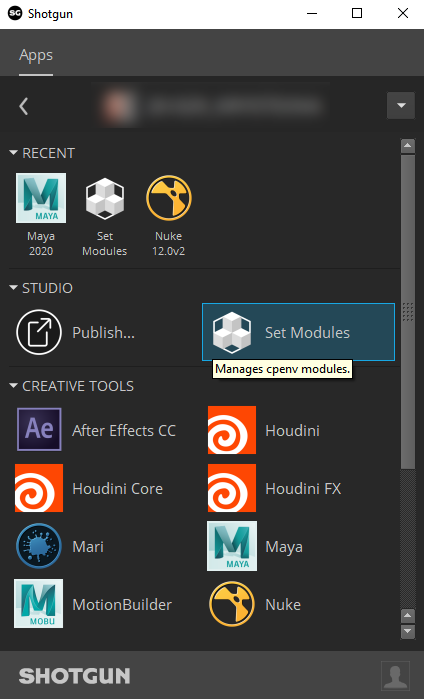 SG Shotgun
Apps
RECENT
MAYA
Maya
2020
Set
Modules
Nuke
12.0v2
STUDIO
Publish...
Set Modules
Manages cpenv modules.
CREATIVE TOOLS
Ae
After Effects CC
Houdini
Houdini Core
Houdini FX
Mari
MAYA
Maya
MOBU
MotionBuilder
Nuke
SHOTGUN